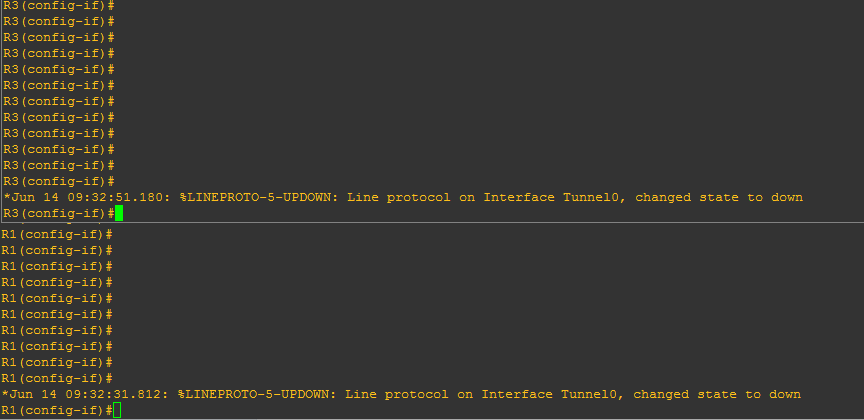 R3(config-if)#
R3(config-if)#
R3(config-if)#
R3(config-if)#
R3(config-if)#
R3(config-if)#
R3(config-if)#
R3(config-if)#
R3(config-if)#
R3(config-if)#
R3(config-if)#
R3(config-if)#
*Jun 14 09:32:51.180: %LINEPROTO-5-UPDOWN: Line protocol on Interface Tunnel0, changed state to down
R3(config-if)#
R1(config-if)#
R1(config-if)#
R1(config-if)#
R1(config-if)#
R1(config-if)#
R1(config-if)#
R1(config-if)#
R1(config-if)#
R1(config-if)#
R1(config-if)#
*Jun 14 09:32:31.812: %LINEPROTO-5-UPDOWN: Line protocol on Interface Tunnel0, changed state to down
R1(config-if)#